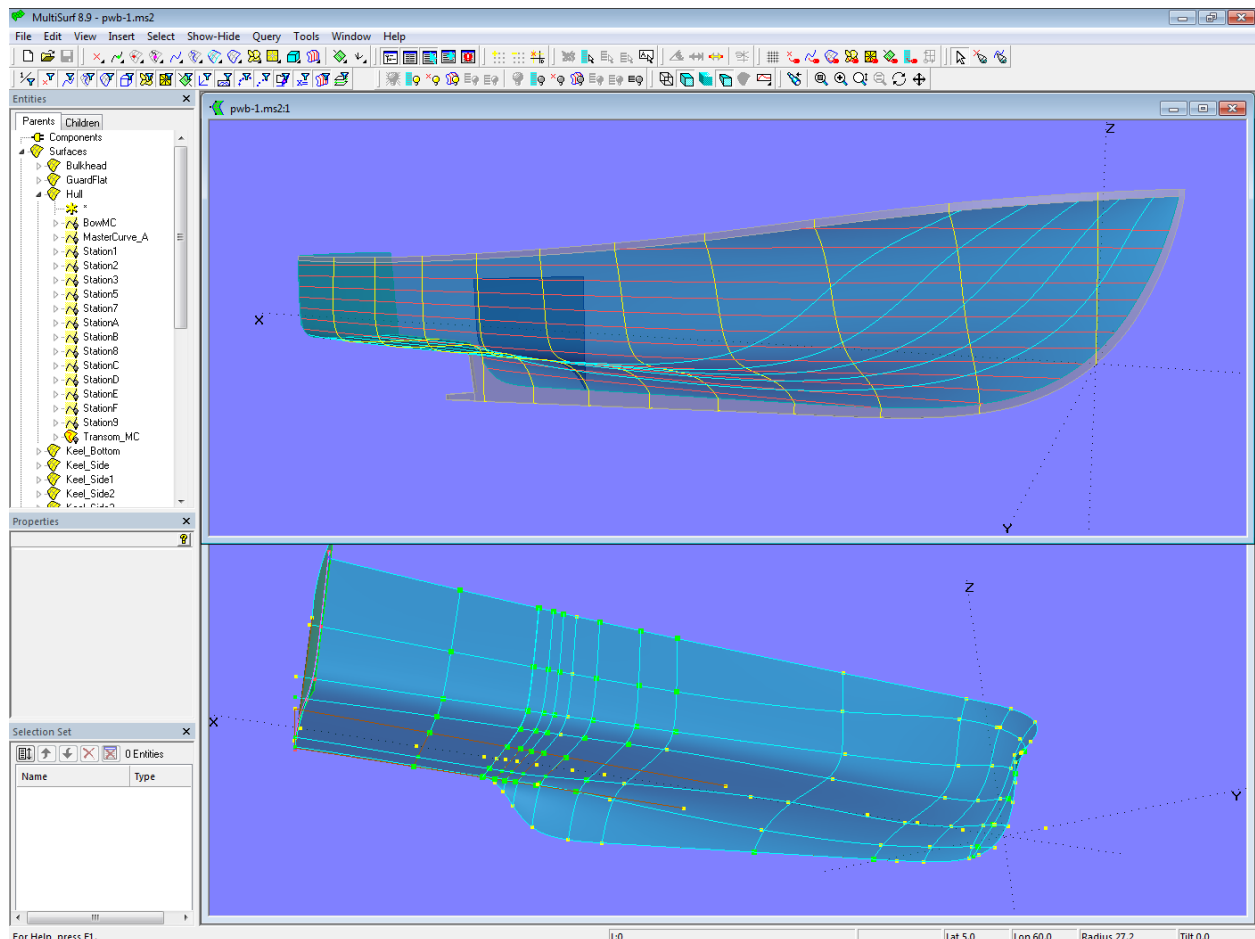 MultiSurf 8.9 - pwb-1.ms2
File Edit View Insert Select Show-Hide Query Tools Window Help
Entities
Parents Children
Components
Surfaces
Bulkhead
GuardFlat
Hull
*
BowMC
MasterCurve_A
Station1
Station2
Station3
Station5
Station7
StationA
StationB
Station8
StationC
StationD
StationE
StationF
Station9
Transom_MC
Keel_Bottom
Keel_Side
Keel_Side1
Keel_Side2
Keel_Side3
Properties
Selection Set
0 Entities
Name Type
pwb-1.ms2:1
Z
X
Y
Z
X
Y
For Help, press F1.
L:0
Lat 5.0 Lon 60.0 Radius 27.2 Tilt 0.0